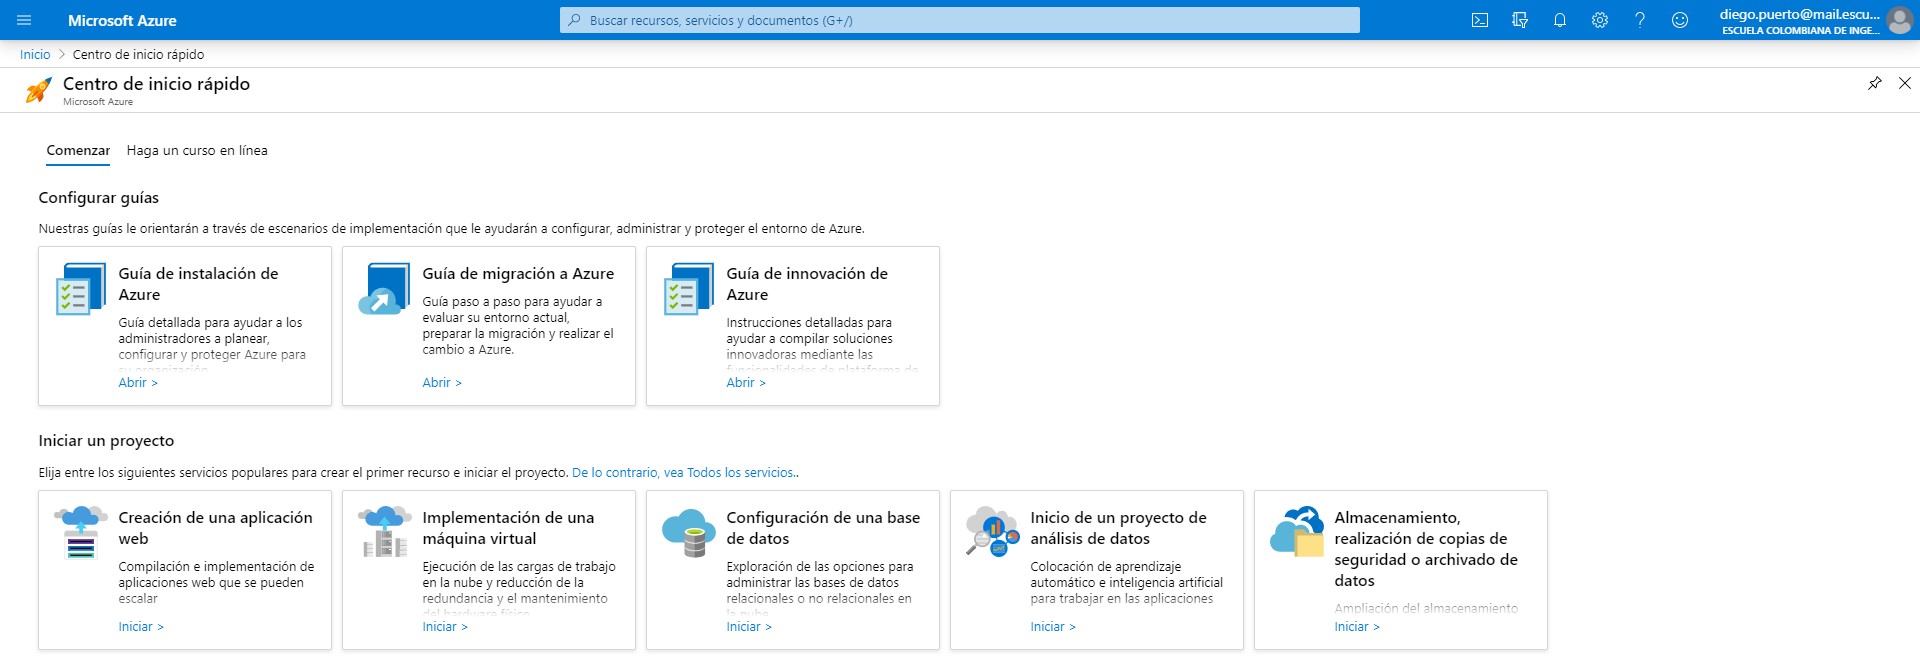 Microsoft Azure
Buscar recursos, servicios y documentos (G+/)
diego.puerto@mail.escu...
ESCUELA COLOMBIANA DE INGE...
Inicio > Centro de inicio rápido
Centro de inicio rápido
Microsoft Azure
Comenzar
Haga un curso en línea
Configurar guías
Nuestras guías le orientarán a través de escenarios de implementación que le ayudarán a configurar, administrar y proteger el entorno de Azure.
Guía de instalación de
Azure
Guía detallada para ayudar a los
administradores a planear,
configurar y proteger Azure para
su organización.
Abrir >
Guía de migración a Azure
Guía paso a paso para ayudar a
evaluar su entorno actual,
preparar la migración y realizar el
cambio a Azure.
Abrir >
Guía de innovación de
Azure
Instrucciones detalladas para
ayudar a compilar soluciones
innovadoras mediante las
funcionalidades de plataforma de
Abrir >
Iniciar un proyecto
Elija entre los siguientes servicios populares para crear el primer recurso e iniciar el proyecto. De lo contrario, vea Todos los servicios..
Creación de una aplicación
web
Compilación e implementación de
aplicaciones web que se pueden
escalar
Iniciar >
Implementación de una
máquina virtual
Ejecución de las cargas de trabajo
en la nube y reducción de la
redundancia y el mantenimiento
del hardware físico
Iniciar >
Configuración de una base
de datos
Exploración de las opciones para
administrar las bases de datos
relacionales o no relacionales en
la nube
Iniciar >
Inicio de un proyecto de
análisis de datos
Colocación de aprendizaje
automático e inteligencia artificial
para trabajar en las aplicaciones
Iniciar >
Almacenamiento,
realización de copias de
seguridad o archivado de
datos
Ampliación del almacenamiento
Iniciar >